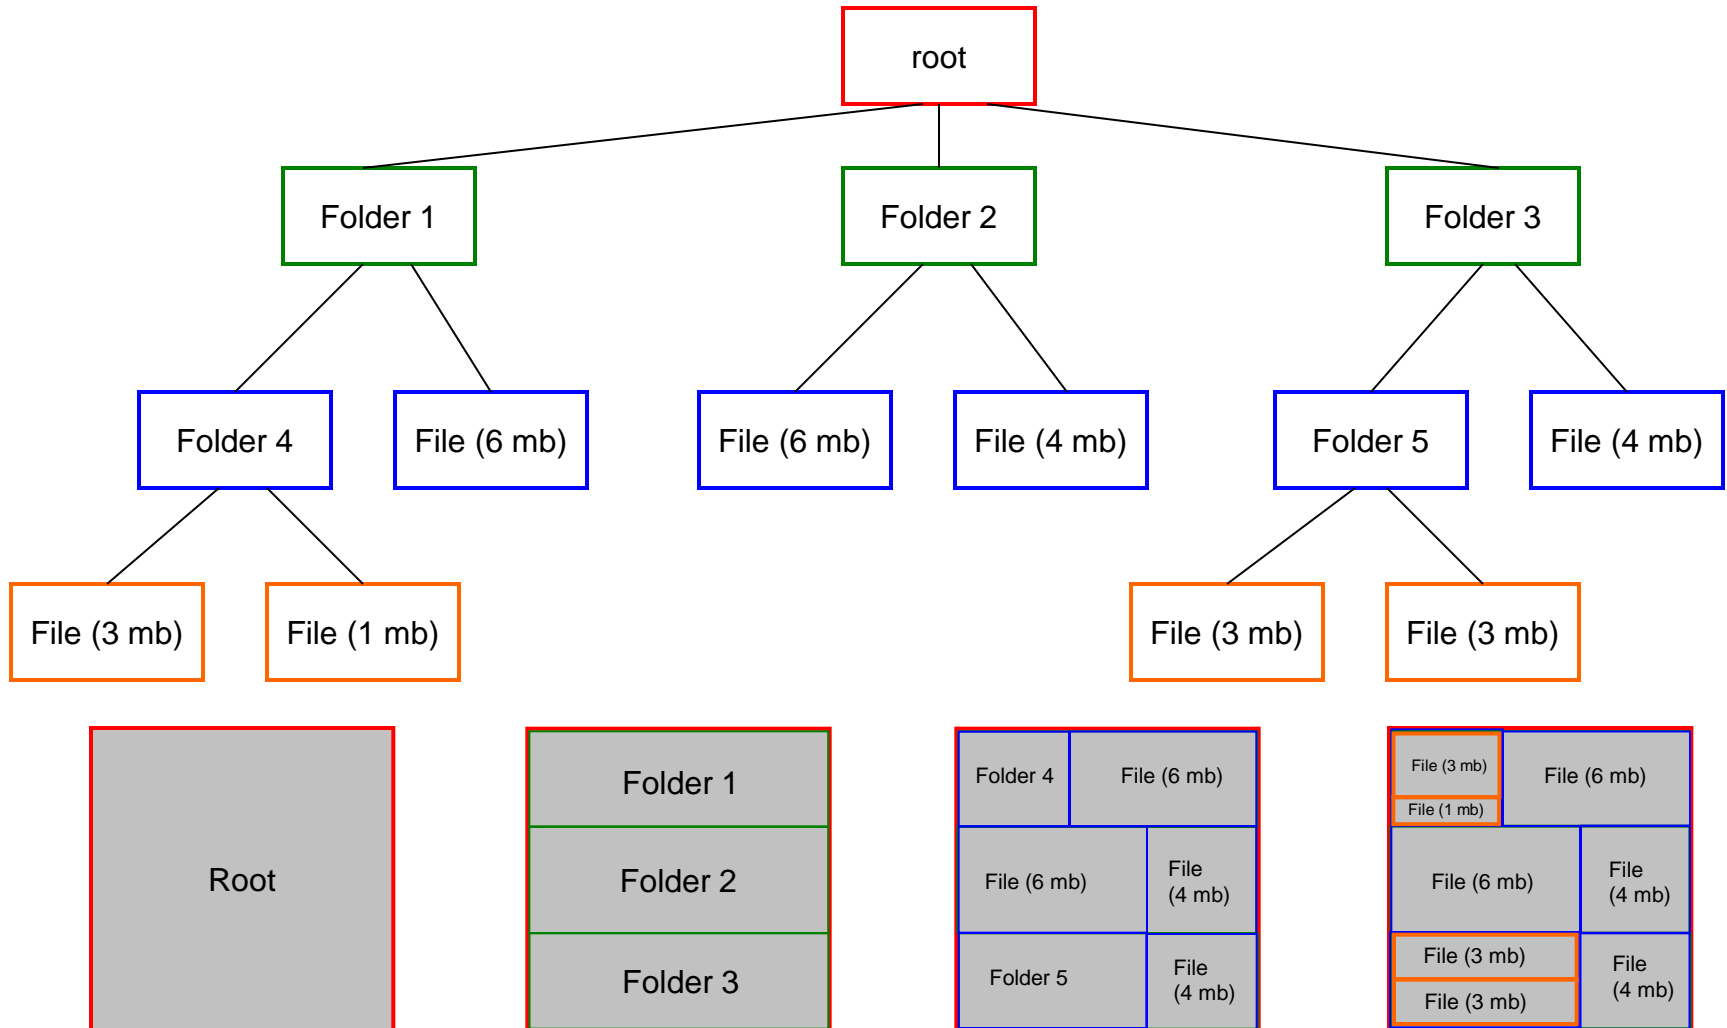 root
Folder 1
Folder 2
Folder 3
Folder 4
File (6 mb)
File (6 mb)
File (4 mb)
Folder 5
File (4 mb)
File (3 mb)
File (1 mb)
File (3 mb)
File (3 mb)
Root
Folder 1
Folder 2
Folder 3
Folder 4
File (6 mb)
File (6 mb)
File
(4 mb)
Folder 5
File
(4 mb)
File (3 mb)
File (1 mb)
File (6 mb)
File (6 mb)
File
(4 mb)
File (3 mb)
File (3 mb)
File
(4 mb)